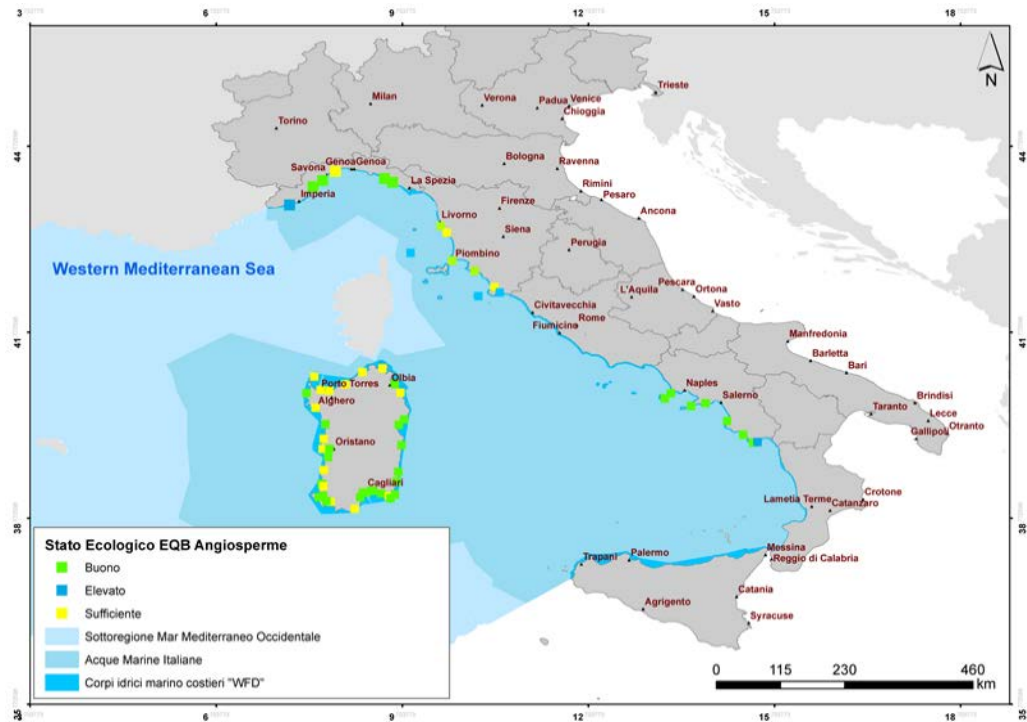 3 6 9 12 15 18
N
Trieste
Milan
Verona
Padua
Venice
Chioggia
Torino
44 44
Bologna
Savona
Genoa
Genoa
Ravenna
La Spezia
Rimini
Imperia
Firenze
Pesaro
Livorno
Ancona
Siena
Piombino
Perugia
Western Mediterranean Sea
L'Aquila
Pescara
Ortona
Vasto
Civitavecchia
Rome
Fiumicino
41 41
Manfredonia
Barletta
Bari
Porto Torres
Olbia
Alghero
Naples
Salerno
Brindisi
Taranto
Lecce
Otranto
Gallipoli
Oristano
Cagliari
Lametia Terme
Crotone
Catanzaro
38 38
Messina
Reggio di Calabria
Trapani
Palermo
Catania
Agrigento
Syracuse
Stato Ecologico EQB Angiosperme
Buono
Elevato
Sufficiente
Sottoregione Mar Mediterraneo Occidentale
Acque Marine Italiane
Corpi idrici marino costieri "WFD"
0 115 230 460
km
35 35
6 9 12 15 18